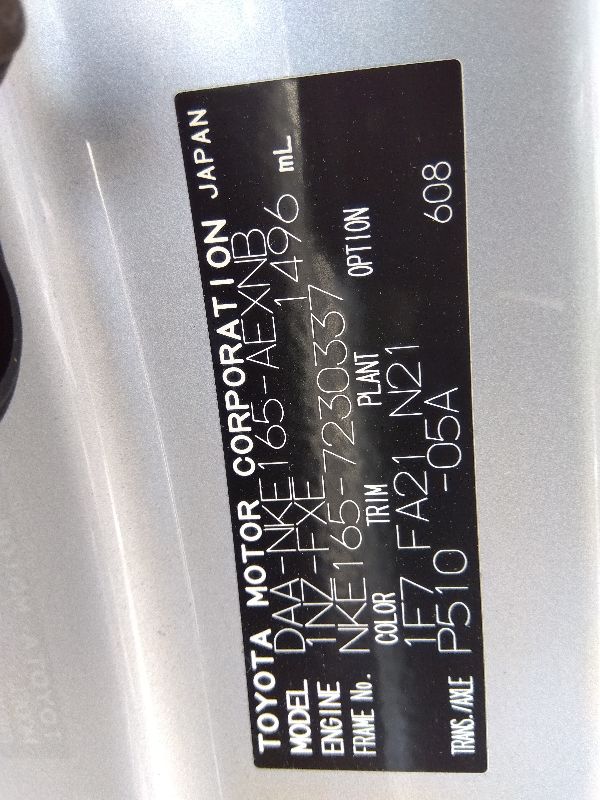 TOYOTA MOTOR CORPORATION JAPAN
MODEL DAA-NKE165-AEXNB
ENGINE 1NZ-FXE 1496 mL
FRAME No. NKE165-7230337
COLOR TRIM PLANT OPTION
1F7 FA21 N21
TRANS./AXLE P510 -05A 608